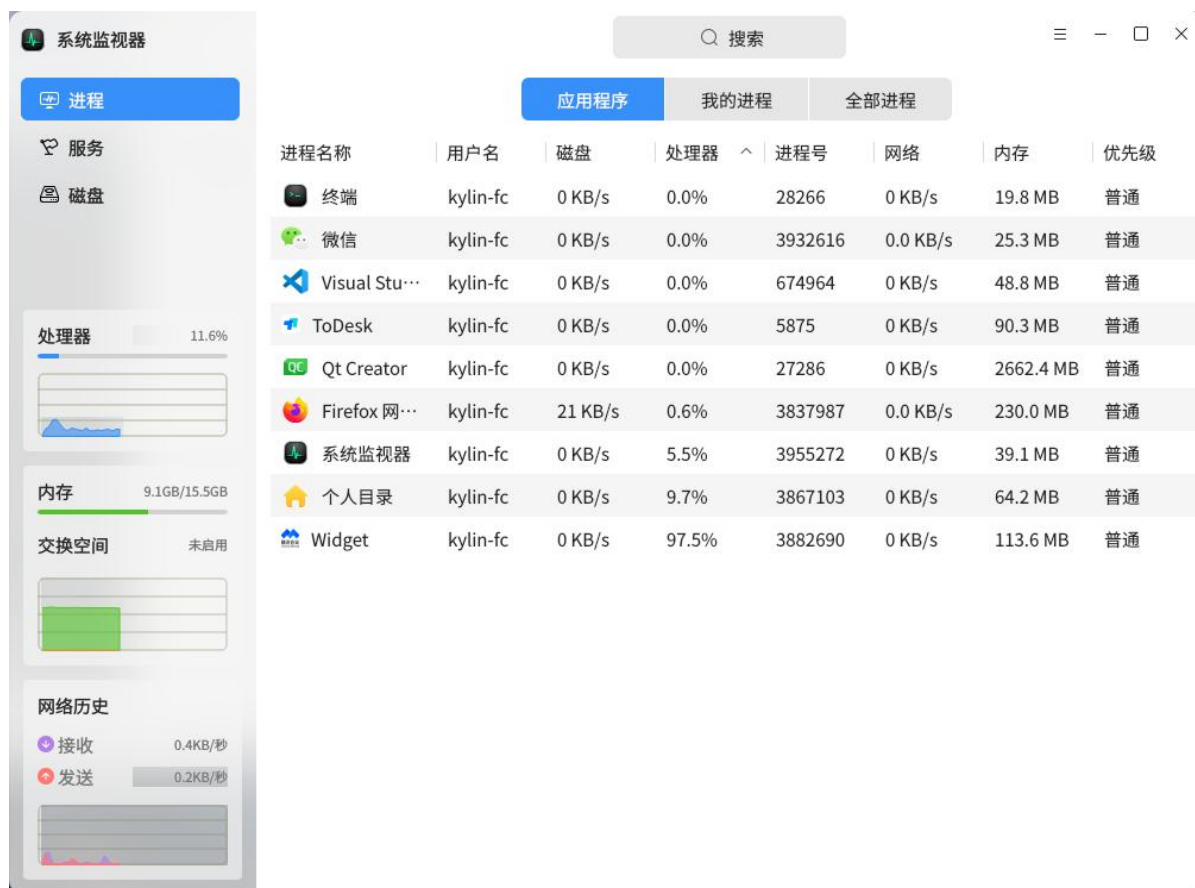 系统监视器
搜索
进程
服务
磁盘
应用程序 我的进程 全部进程
进程名称 用户名 磁盘 处理器 进程号 网络 内存 优先级
终端 kylin-fc 0 KB/s 0.0% 28266 0 KB/s 19.8 MB 普通
微信 kylin-fc 0 KB/s 0.0% 3932616 0.0 KB/s 25.3 MB 普通
Visual Stu… kylin-fc 0 KB/s 0.0% 674964 0 KB/s 48.8 MB 普通
ToDesk kylin-fc 0 KB/s 0.0% 5875 0 KB/s 90.3 MB 普通
QC Qt Creator kylin-fc 0 KB/s 0.0% 27286 0 KB/s 2662.4 MB 普通
Firefox 网… kylin-fc 21 KB/s 0.6% 3837987 0.0 KB/s 230.0 MB 普通
系统监视器 kylin-fc 0 KB/s 5.5% 3955272 0 KB/s 39.1 MB 普通
个人目录 kylin-fc 0 KB/s 9.7% 3867103 0 KB/s 64.2 MB 普通
Widget kylin-fc 0 KB/s 97.5% 3882690 0 KB/s 113.6 MB 普通
处理器 11.6%
内存 9.1GB/15.5GB
交换空间 未启用
网络历史
接收 0.4KB/秒
发送 0.2KB/秒